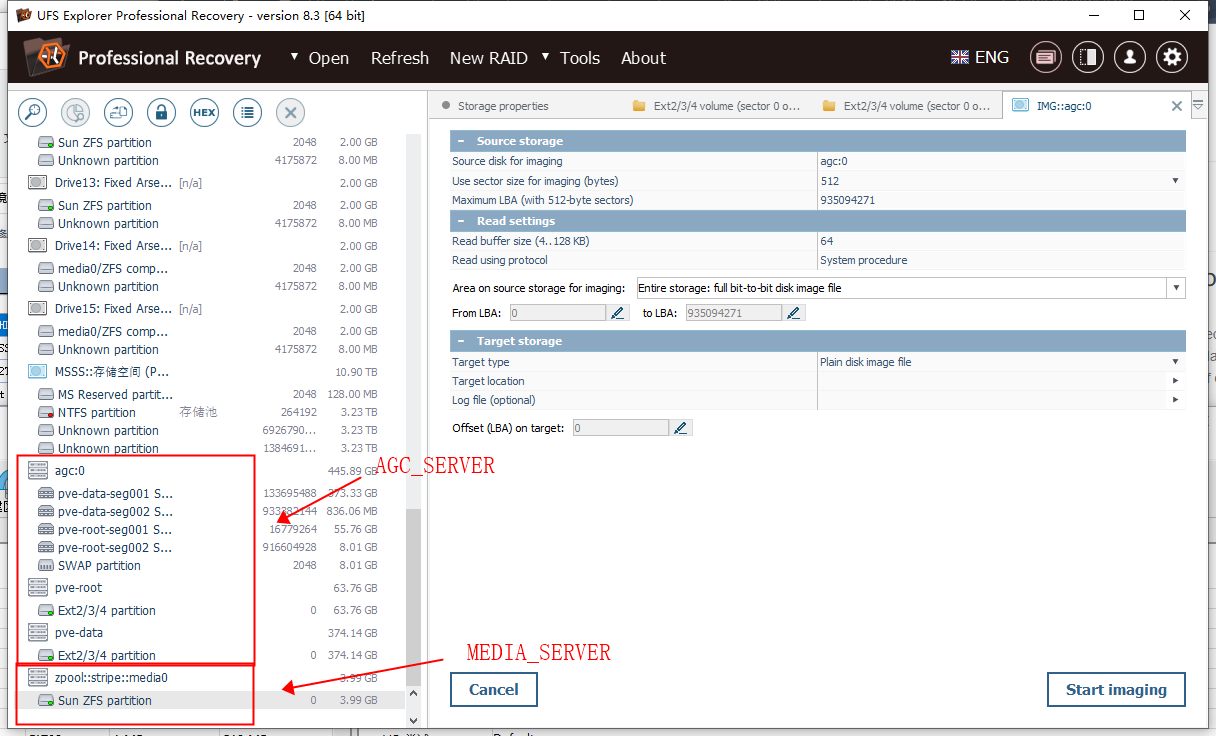 UFS Explorer Professional Recovery - version 8.3 [64 bit]
Professional Recovery
Open Refresh New RAID Tools About
ENG
HEX
Sun ZFS partition 2048 2.00 GB
Unknown partition 4175872 8.00 MB
Drive13: Fixed Arse... [n/a] 2.00 GB
Sun ZFS partition 2048 2.00 GB
Unknown partition 4175872 8.00 MB
Drive14: Fixed Arse... [n/a] 2.00 GB
media0/ZFS comp... 2048 2.00 GB
Unknown partition 4175872 8.00 MB
Drive15: Fixed Arse... [n/a] 2.00 GB
media0/ZFS comp... 2048 2.00 GB
Unknown partition 4175872 8.00 MB
MSSS::存储空间 (P... 10.90 TB
MS Reserved partit... 2048 128.00 MB
NTFS partition 存储池 264192 3.23 TB
Unknown partition 6926790... 3.23 TB
Unknown partition 1384691... 3.23 TB
agc:0 445.89 GB
pve-data-seg001 S... 133695488 373.33 GB
pve-data-seg002 S... 933382144 836.06 MB
pve-root-seg001 S... 16779264 55.76 GB
pve-root-seg002 S... 916604928 8.01 GB
SWAP partition 2048 8.01 GB
pve-root 63.76 GB
Ext2/3/4 partition 0 63.76 GB
pve-data 374.14 GB
Ext2/3/4 partition 0 374.14 GB
zpool::stripe::media0 3.99 GB
Sun ZFS partition 0 3.99 GB
AGC_SERVER
MEDIA_SERVER
Storage properties
Ext2/3/4 volume (sector 0 o...
Ext2/3/4 volume (sector 0 o...
IMG::agc:0
Source storage
Source disk for imaging agc:0
Use sector size for imaging (bytes) 512
Maximum LBA (with 512-byte sectors) 935094271
Read settings
Read buffer size (4..128 KB) 64
Read using protocol System procedure
Area on source storage for imaging: Entire storage: full bit-to-bit disk image file
From LBA: 0 to LBA: 935094271
Target storage
Target type Plain disk image file
Target location
Log file (optional)
Offset (LBA) on target: 0
Cancel
Start imaging